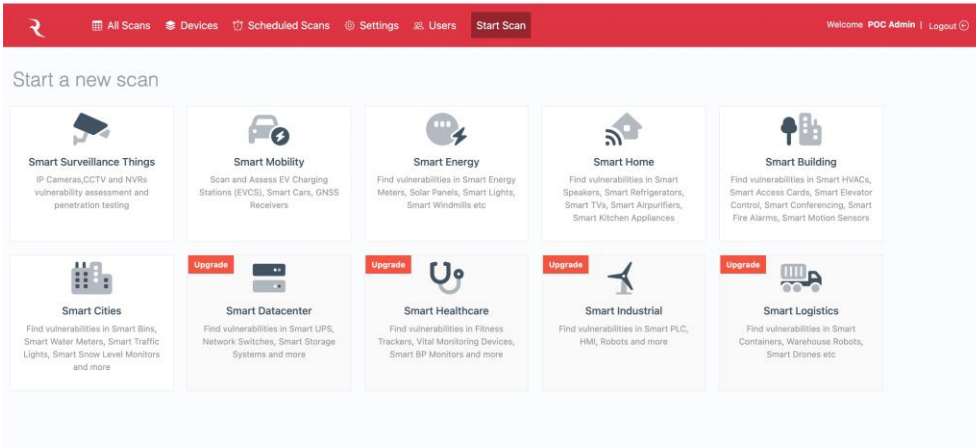 All Scans Devices Scheduled Scans Settings Users Start Scan Welcome POC Admin | Logout
Start a new scan
Smart Surveillance Things
IP Cameras,CCTV and NVRs
vulnerability assessment and
penetration testing
Smart Mobility
Scan and Assess EV Charging
Stations (EVCS), Smart Cars, GNSS
Receivers
Smart Energy
Find vulnerabilities in Smart Energy
Meters, Solar Panels, Smart Lights,
Smart Windmills etc
Smart Home
Find vulnerabilities in Smart
Speakers, Smart Refrigerators,
Smart TVs, Smart Airpurifiers,
Smart Kitchen Appliances
Smart Building
Find vulnerabilities in Smart HVACs,
Smart Access Cards, Smart Elevator
Control, Smart Conferencing, Smart
Fire Alarms, Smart Motion Sensors
Smart Cities
Find vulnerabilities in Smart Bins,
Smart Water Meters, Smart Traffic
Lights, Smart Snow Level Monitors
and more
Upgrade
Smart Datacenter
Find vulnerabilities in Smart UPS,
Network Switches, Smart Storage
Systems and more
Upgrade
Smart Healthcare
Find vulnerabilities in Fitness
Trackers, Vital Monitoring Devices,
Smart BP Monitors and more
Upgrade
Smart Industrial
Find vulnerabilities in Smart PLC,
HMI, Robots and more
Upgrade
Smart Logistics
Find vulnerabilities in Smart
Containers, Warehouse Robots,
Smart Drones etc